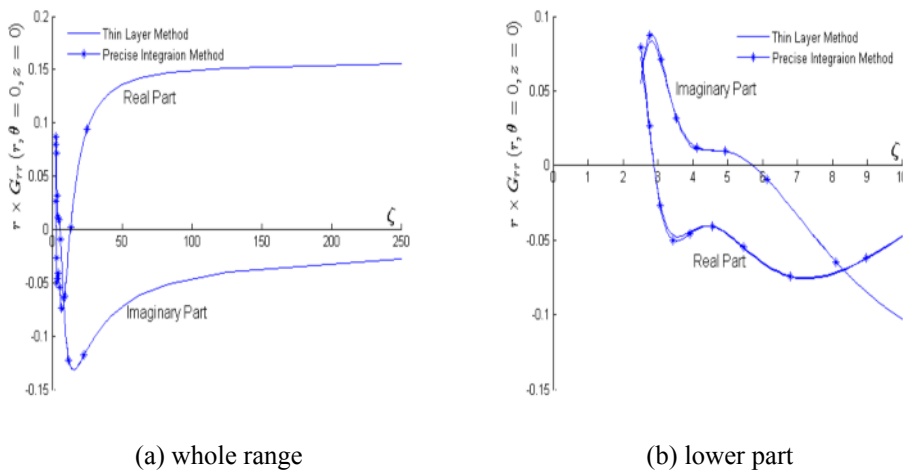 0.2
Thin Layer Method
Precise Integraion Method
0.15
Real Part
0.1
0.05
r × G_rr (r, θ = 0, z = 0)
ζ
0
0 50 100 150 200 250
-0.05
Imaginary Part
-0.1
-0.15
(a) whole range
0.1
Thin Layer Method
Precise Integraion Method
Imaginary Part
0.05
r × G_rr (r, θ = 0, z = 0)
ζ
0
0 1 2 3 4 5 6 7 8 9 10
-0.05
Real Part
-0.1
-0.15
(b) lower part